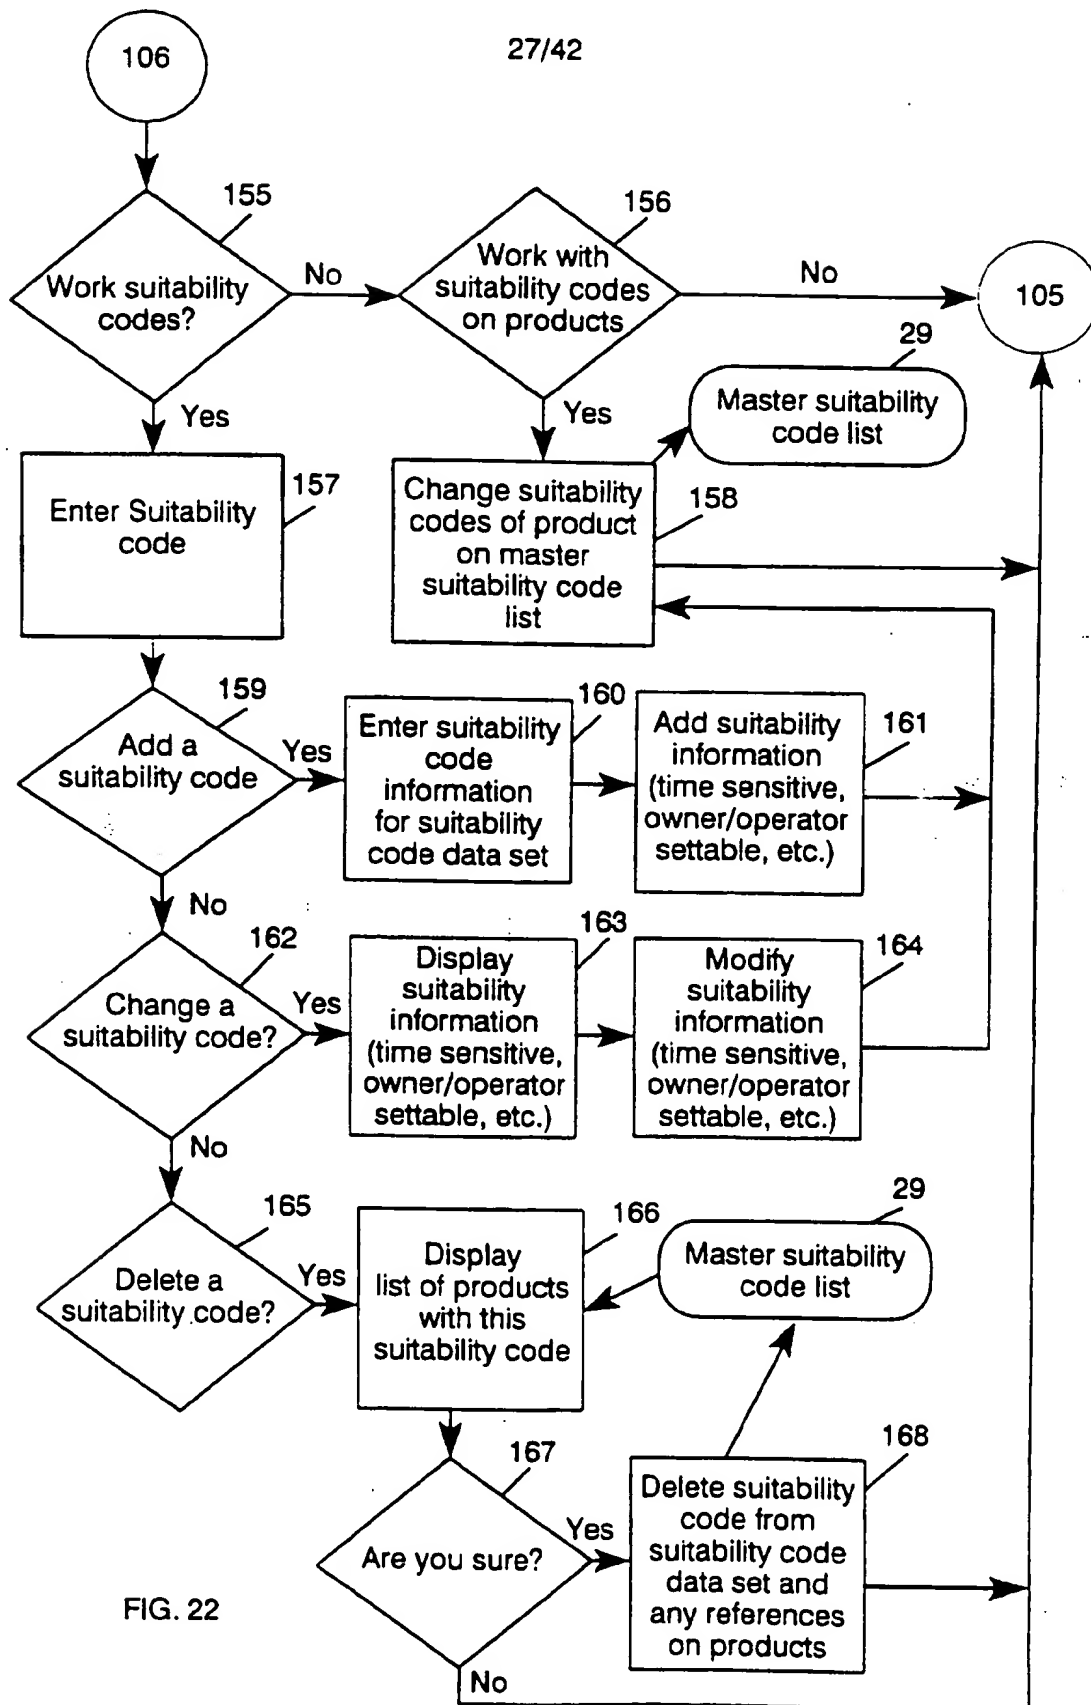 106
27/42
155
Work suitability
codes?
No
156
Work with
suitability codes
on products
No
105
Yes
Yes
29
Master suitability
code list
157
Enter Suitability
code
Change suitability
codes of product
on master
suitability code
list
158
159
Add a
suitability code
Yes
160
Enter suitability
code
information
for suitability
code data set
161
Add suitability
information
(time sensitive,
owner/operator
settable, etc.)
No
162
Change a
suitability code?
Yes
163
Display
suitability
information
(time sensitive,
owner/operator
settable, etc.)
164
Modify
suitability
information
(time sensitive,
owner/operator
settable, etc.)
No
165
Delete a
suitability code?
Yes
166
Display
list of products
with this
suitability code
29
Master suitability
code list
167
Are you sure?
Yes
168
Delete suitability
code from
suitability code
data set and
any references
on products
No
FIG. 22